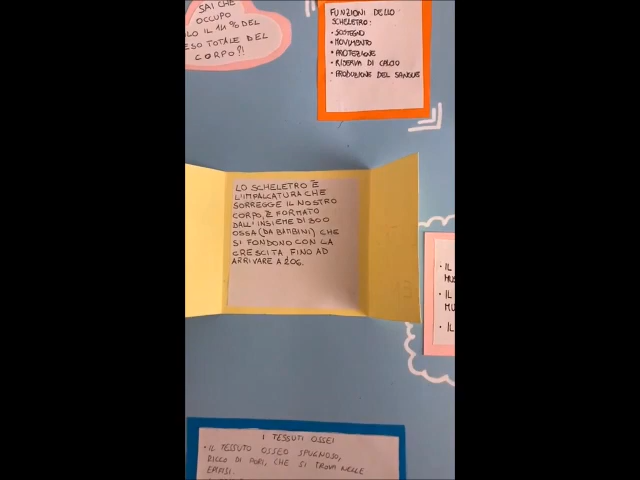 SAI CHE
OCCUPO
IL 14% DEL
TOTALE DEL
CORPO?!
FUNZIONI DELLO
SCHELETRO:
• SOSTEGNO
• MOVIMENTO
• PROTEZIONE
• RISERVA DI CALCIO
• PRODUZIONE DEL SANGUE
LO SCHELETRO È
L'IMPALCATURA CHE
SORREGGE IL NOSTRO
CORPO, È FORMATO
DALL'INSIEME DI 300
OSSA (DA BAMBINI) CHE
SI FONDONO CON LA
CRESCITA FINO AD
ARRIVARE A 206.
• IL
• IL
• IL
I TESSUTI OSSEI
• IL TESSUTO OSSEO SPUGNOSO,
RICCO DI PORI, CHE SI TROVA NELLE
EPIFISI.